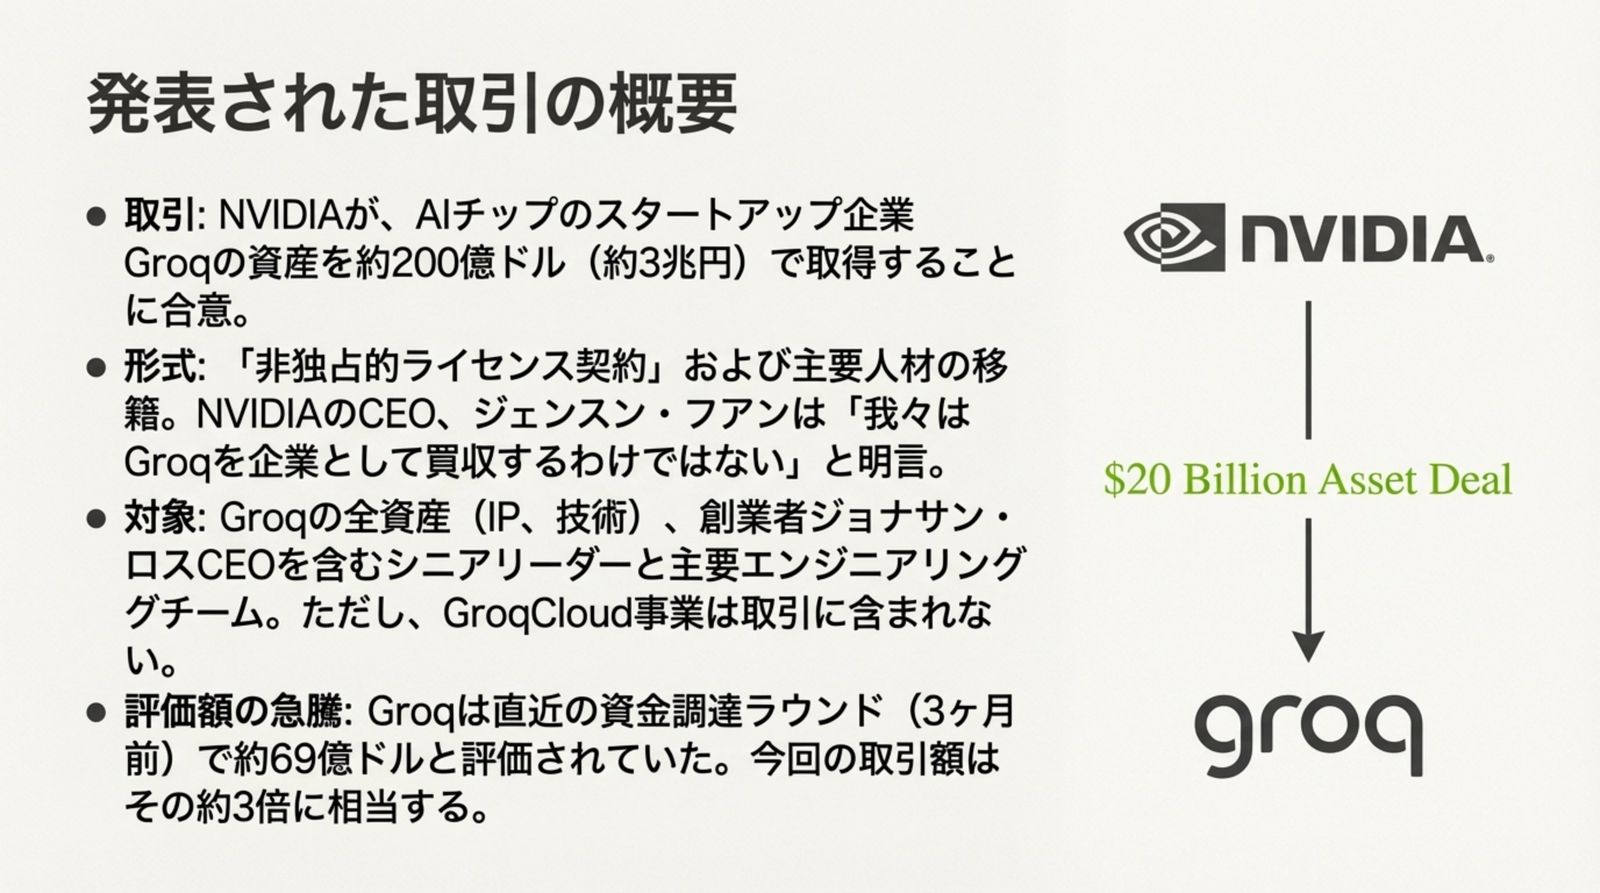 発表された取引の概要
● 取引: NVIDIAが、AIチップのスタートアップ企業
Groqの資産を約200億ドル（約3兆円）で取得すること
に合意。
● 形式: 「非独占的ライセンス契約」および主要人材の移
籍。NVIDIAのCEO、ジェンスン・フアンは「我々は
Groqを企業として買収するわけではない」と明言。
● 対象: Groqの全資産（IP、技術）、創業者ジョナサン・
ロスCEOを含むシニアリーダーと主要エンジニアリング
グチーム。ただし、GroqCloud事業は取引に含まれな
い。
● 評価額の急騰: Groqは直近の資金調達ラウンド（3ヶ月
前）で約69億ドルと評価されていた。今回の取引額は
その約3倍に相当する。
NVIDIA®
$20 Billion Asset Deal
groq